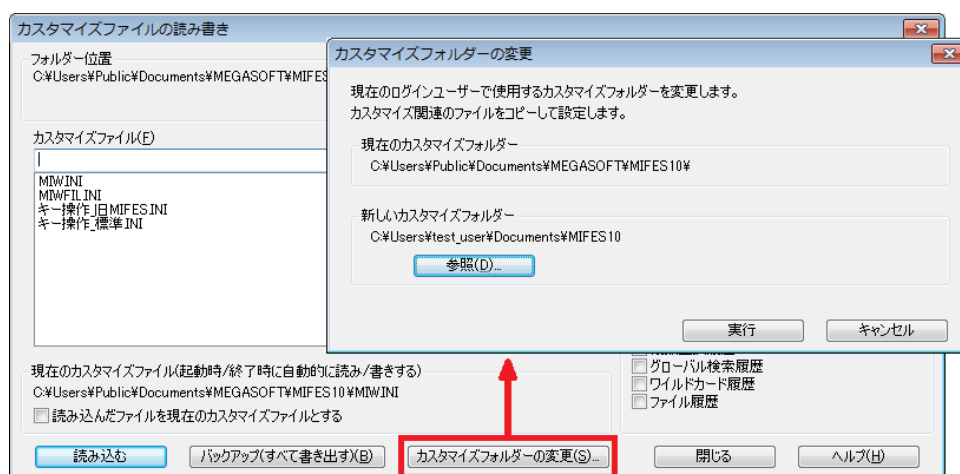 カスタマイズファイルの読み書き
フォルダー位置
C:¥Users¥Public¥Documents¥MEGASOFT¥MIFES
カスタマイズファイル(F)
MIW.INI
MIWFIL.INI
キー操作_旧MIFES.INI
キー操作_標準.INI
カスタマイズフォルダーの変更
現在のログインユーザーで使用するカスタマイズフォルダーを変更します。
カスタマイズ関連のファイルをコピーして設定します。
現在のカスタマイズフォルダー
C:¥Users¥Public¥Documents¥MEGASOFT¥MIFES10¥
新しいカスタマイズフォルダー
C:¥Users¥test_user¥Documents¥MIFES10
参照(D)...
実行
キャンセル
現在のカスタマイズファイル(起動時/終了時に自動的に読み/書きする)
C:¥Users¥Public¥Documents¥MEGASOFT¥MIFES10¥MIW.INI
読み込んだファイルを現在のカスタマイズファイルとする
グローバル検索履歴
ワイルドカード履歴
ファイル履歴
読み込む
バックアップ(すべて書き出す)(B)
カスタマイズフォルダーの変更(S)...
閉じる
ヘルプ(H)